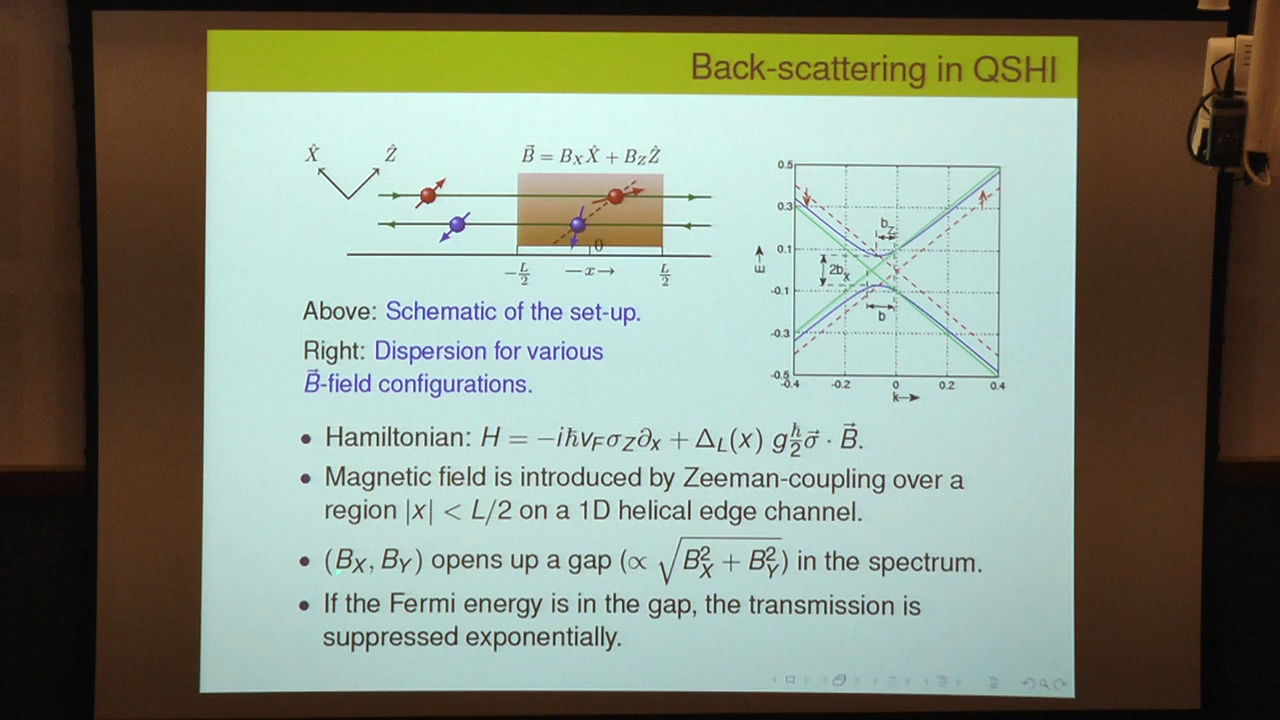 Back-scattering in QSHI
X̂ Ẑ B⃗ = B_X X̂ + B_Z Ẑ
0
−L/2 —x→ L/2
0.5
0.3
0.1
-0.1
-0.3
-0.5
E→
b_z
2b_x
b
-0.4 -0.2 0 0.2 0.4
k→
Above: Schematic of the set-up.
Right: Dispersion for various
B⃗-field configurations.
• Hamiltonian: H = −iℏv_Fσ_Z∂_x + Δ_L(x) g ℏ/2 σ⃗ · B⃗.
• Magnetic field is introduced by Zeeman-coupling over a
region |x| < L/2 on a 1D helical edge channel.
• (B_X, B_Y) opens up a gap (∝ √(B_X² + B_Y²)) in the spectrum.
• If the Fermi energy is in the gap, the transmission is
suppressed exponentially.